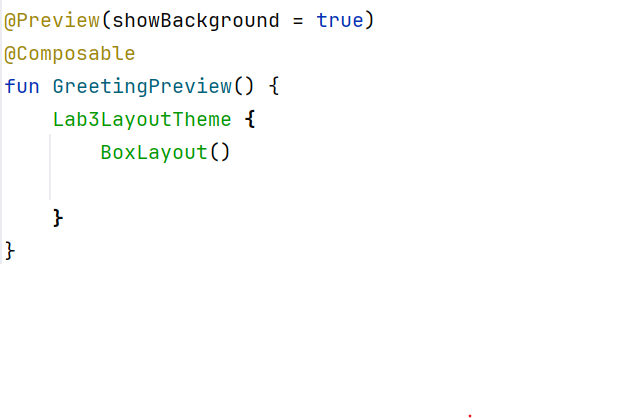 @Preview(showBackground = true)
@Composable
fun GreetingPreview() {
    Lab3LayoutTheme {
        BoxLayout()

    }
}